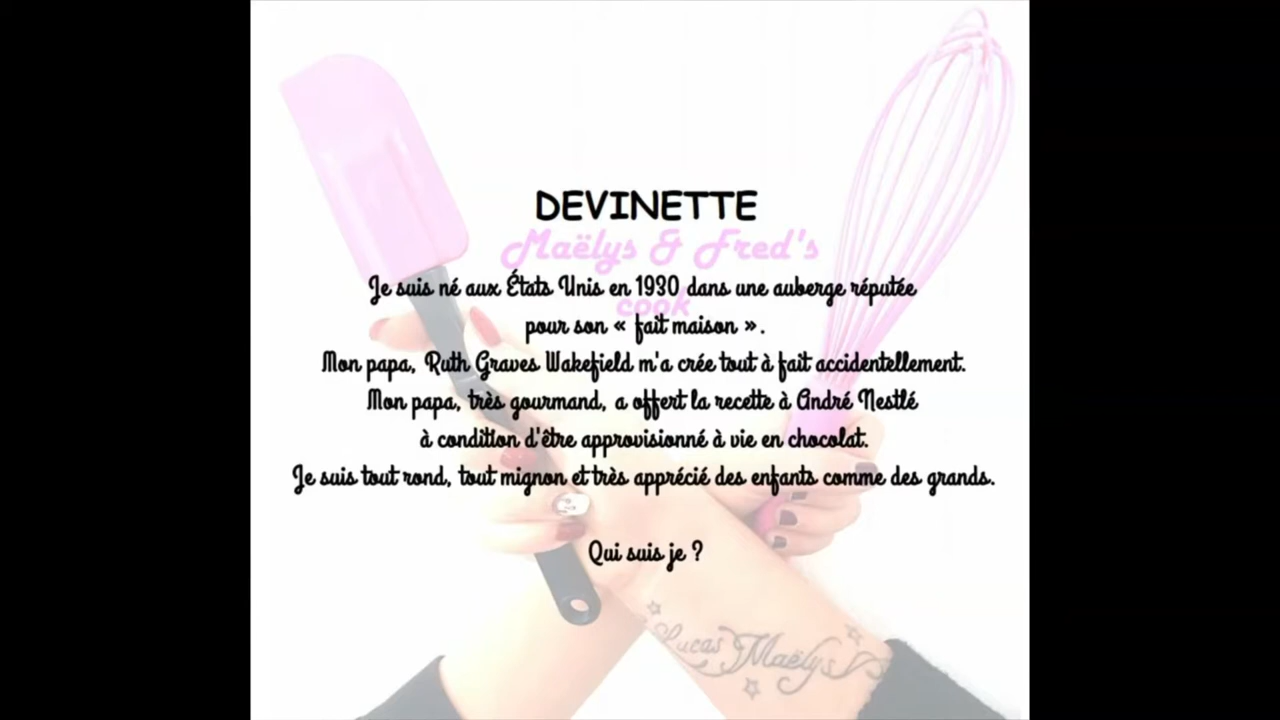 DEVINETTE
Maëlys & Fred's
Je suis né aux États Unis en 1930 dans une auberge réputée
cook
pour son « fait maison ».
Mon papa, Ruth Graves Wakefield m'a crée tout à fait accidentellement.
Mon papa, très gourmand, a offert la recette à André Nestlé
à condition d'être approvisionné à vie en chocolat.
Je suis tout rond, tout mignon et très apprécié des enfants comme des grands.
Qui suis je ?
Lucas Maëlys